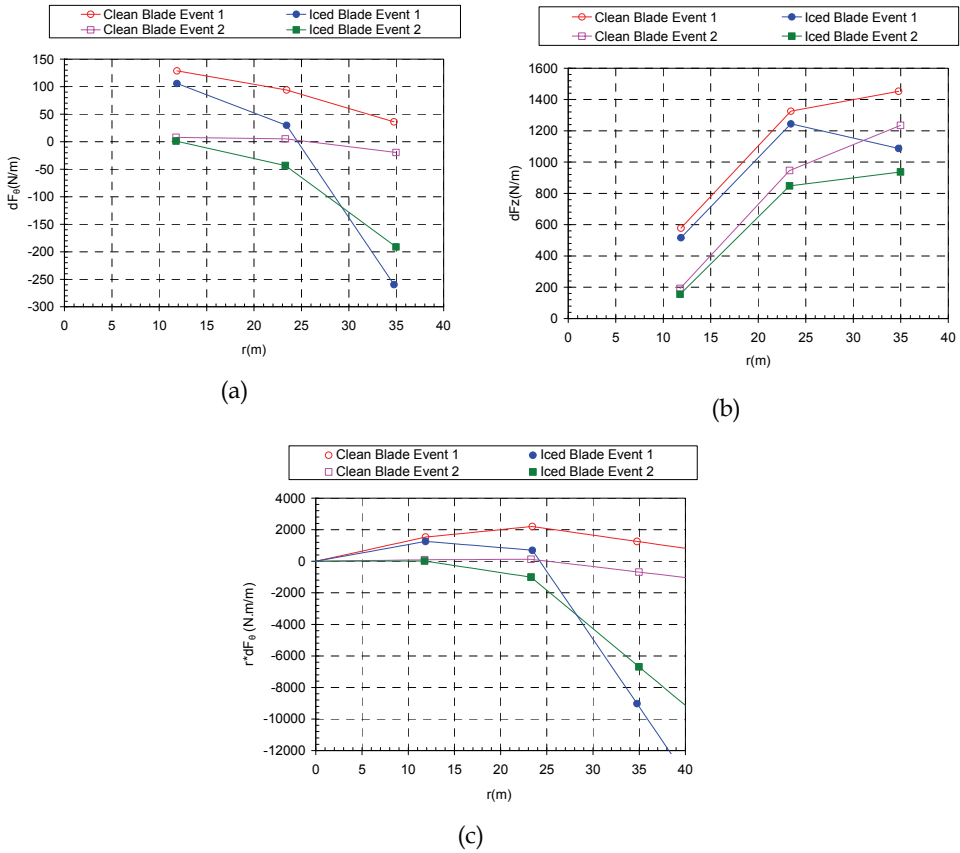 Clean Blade Event 1 Iced Blade Event 1
Clean Blade Event 2 Iced Blade Event 2
150
100
50
0
-50
-100
-150
-200
-250
-300
dFθ(N/m)
0 5 10 15 20 25 30 35 40
r(m)
(a)
Clean Blade Event 1 Iced Blade Event 1
Clean Blade Event 2 Iced Blade Event 2
1600
1400
1200
1000
800
600
400
200
0
dFz(N/m)
0 5 10 15 20 25 30 35 40
r(m)
(b)
Clean Blade Event 1 Iced Blade Event 1
Clean Blade Event 2 Iced Blade Event 2
4000
2000
0
-2000
-4000
-6000
-8000
-10000
-12000
r*dFθ (N.m/m)
0 5 10 15 20 25 30 35 40
r(m)
(c)